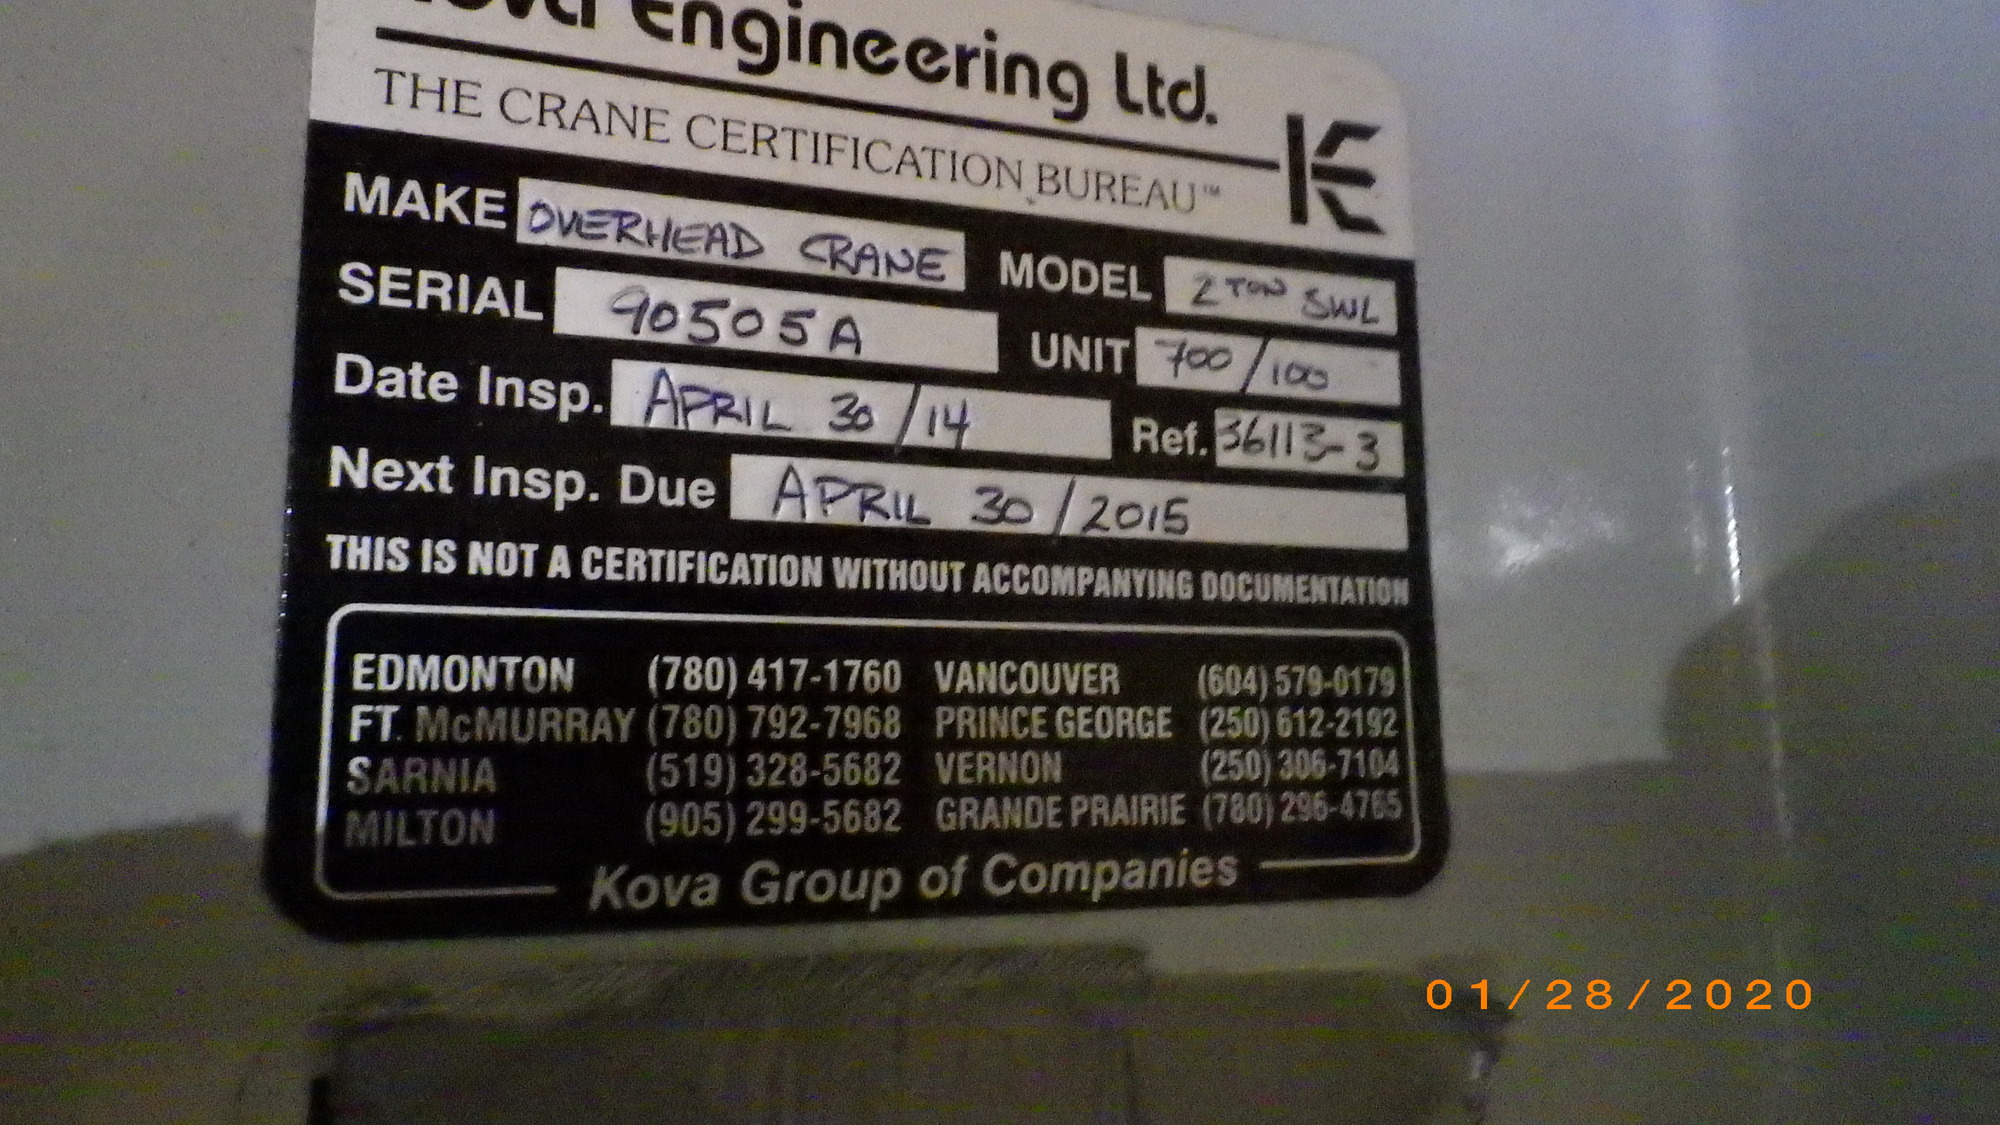 Kova Engineering Ltd.
THE CRANE CERTIFICATION BUREAU™
MAKE OVERHEAD CRANE MODEL 2 TON SWL
SERIAL 90505A UNIT 700/100
Date Insp. APRIL 30/14 Ref. 36113-3
Next Insp. Due APRIL 30/2015
THIS IS NOT A CERTIFICATION WITHOUT ACCOMPANYING DOCUMENTATION
EDMONTON (780) 417-1760 VANCOUVER (604) 579-0179
FT. McMURRAY (780) 792-7968 PRINCE GEORGE (250) 612-2192
SARNIA (519) 328-5682 VERNON (250) 306-7104
MILTON (905) 299-5682 GRANDE PRAIRIE (780) 296-4765
Kova Group of Companies
01/28/2020